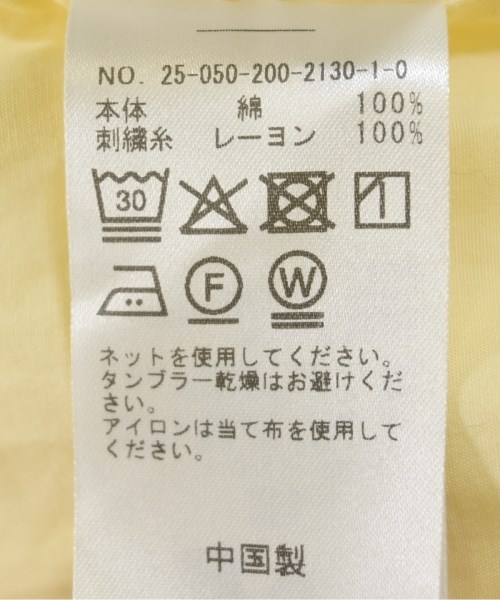 NO. 25-050-200-2130-1-0
本体 綿 100%
刺繍糸 レーヨン 100%
30
F W
ネットを使用してください。
タンブラー乾燥はお避けくだ
さい。
アイロンは当て布を使用して
ください。
中国製